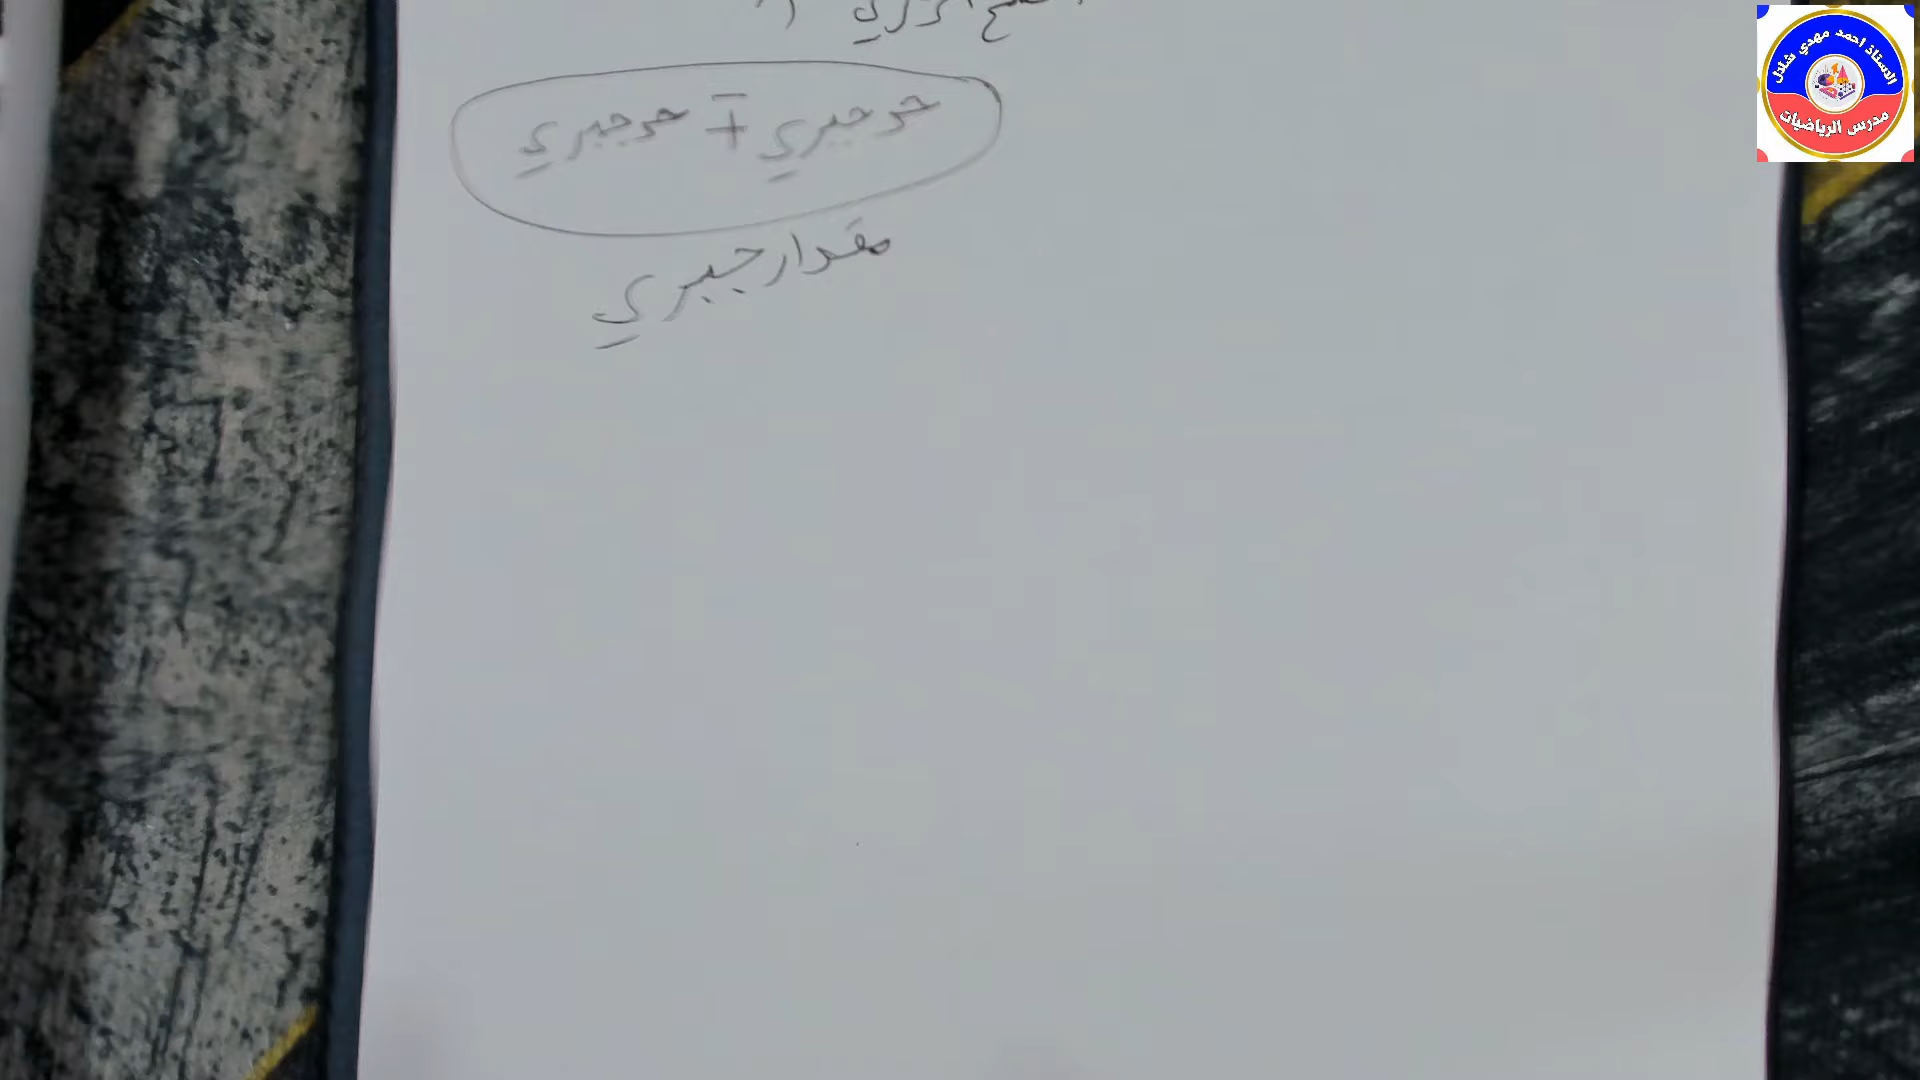 حد جبري ∓ حد جبري
مقدار جبري
الاستاذ احمد مهدي شلال
مدرس الرياضيات